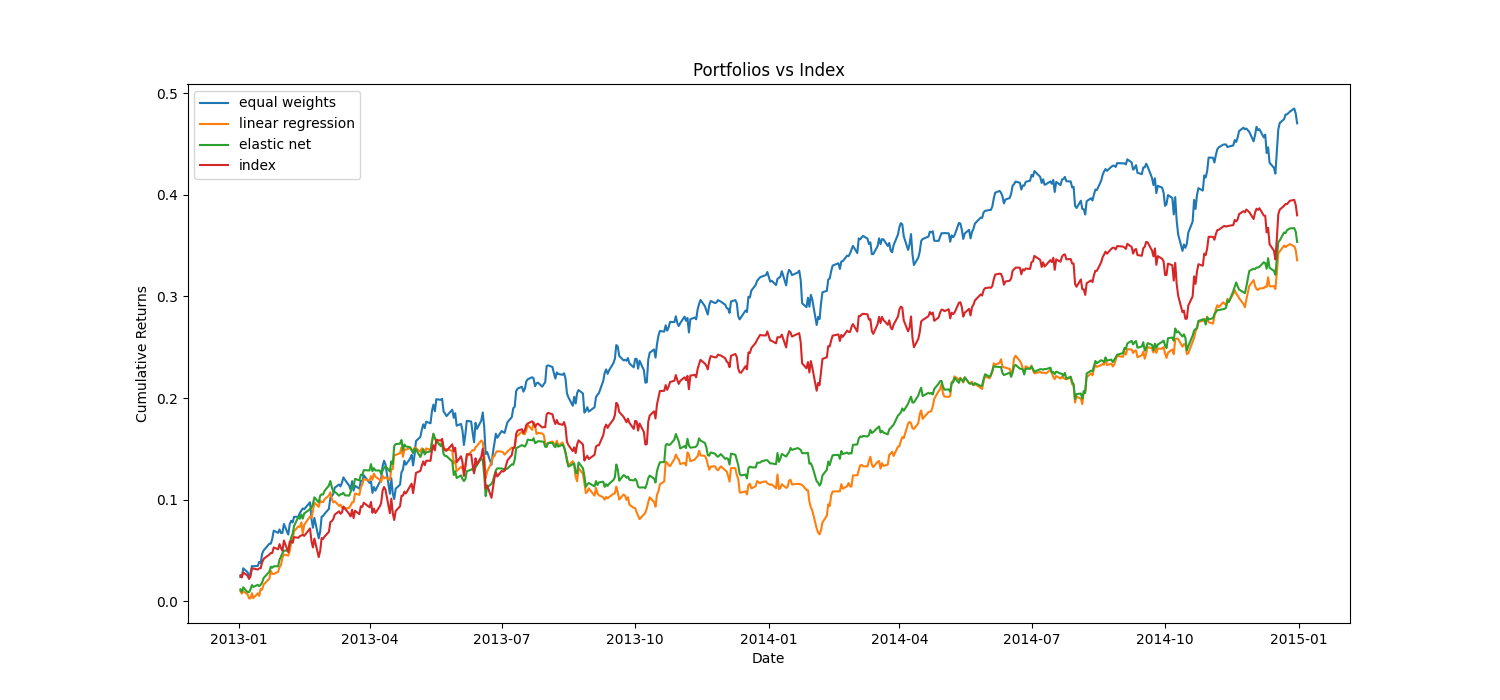 Portfolios vs Index
equal weights
linear regression
elastic net
index
Cumulative Returns
0.5
0.4
0.3
0.2
0.1
0.0
2013-01 2013-04 2013-07 2013-10 2014-01 2014-04 2014-07 2014-10 2015-01
Date